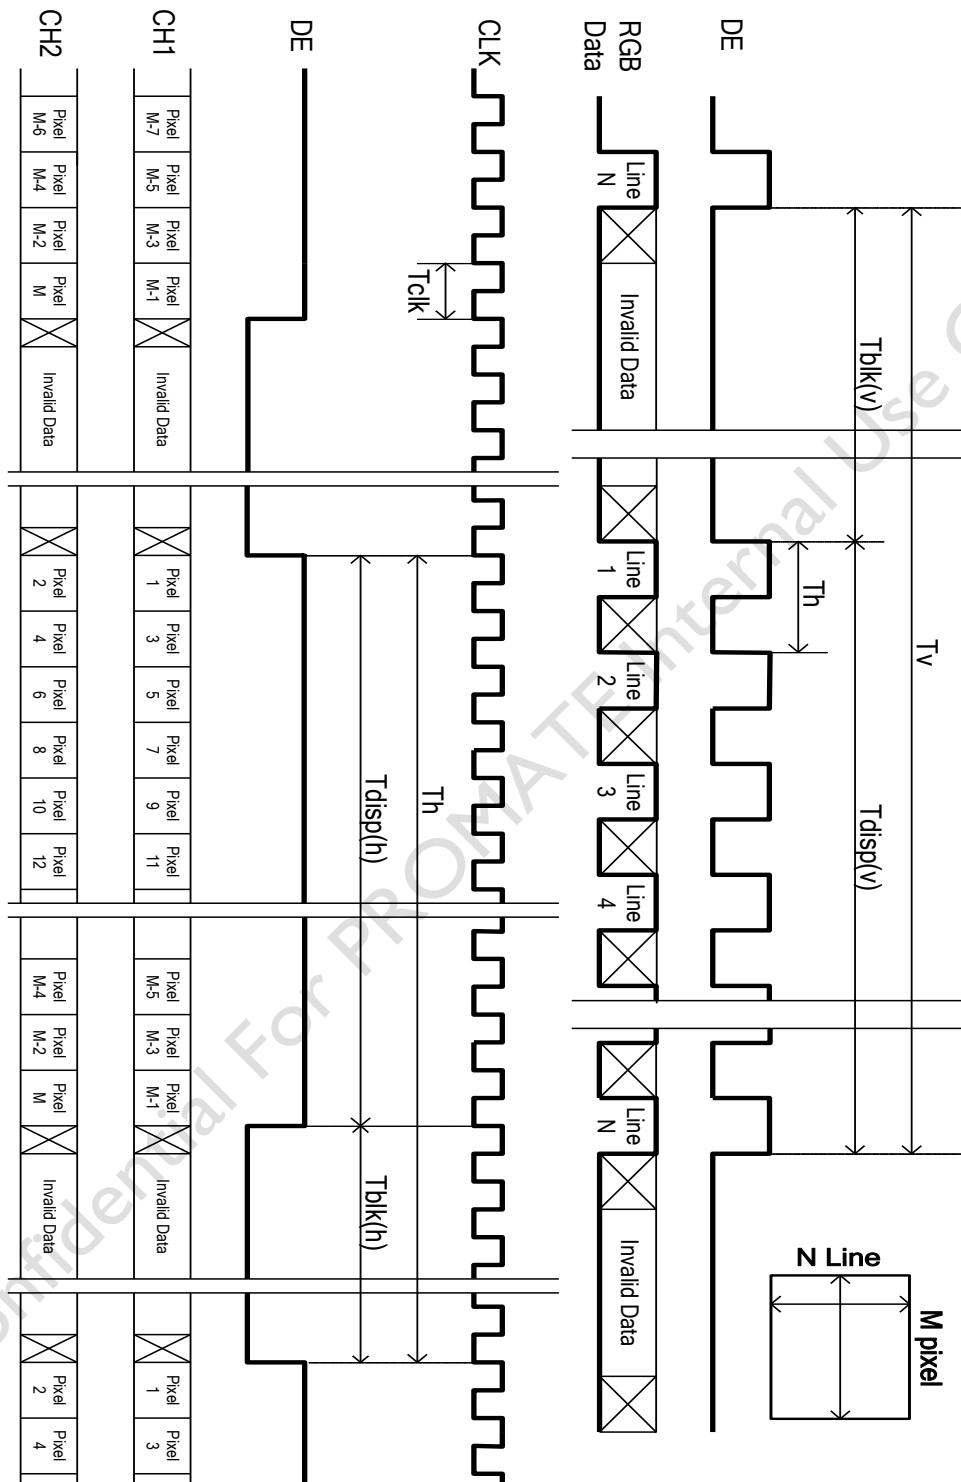 DE
RGB
Data
Line
N
Invalid Data
Line
1
Line
2
Line
3
Line
4
Line
N
Invalid Data
Tblk(v)
Th
Tv
Tdisp(v)
N Line
M pixel
CLK
Tclk
DE
Th
Tdisp(h)
Tblk(h)
CH1
Pixel
M-7
Pixel
M-5
Pixel
M-3
Pixel
M-1
Invalid Data
Pixel
1
Pixel
3
Pixel
5
Pixel
7
Pixel
9
Pixel
11
Pixel
M-5
Pixel
M-3
Pixel
M-1
Invalid Data
Pixel
1
Pixel
3
CH2
Pixel
M-6
Pixel
M-4
Pixel
M-2
Pixel
M
Invalid Data
Pixel
2
Pixel
4
Pixel
6
Pixel
8
Pixel
10
Pixel
12
Pixel
M-4
Pixel
M-2
Pixel
M
Invalid Data
Pixel
2
Pixel
4
onfidential For PROMATE Internal Use